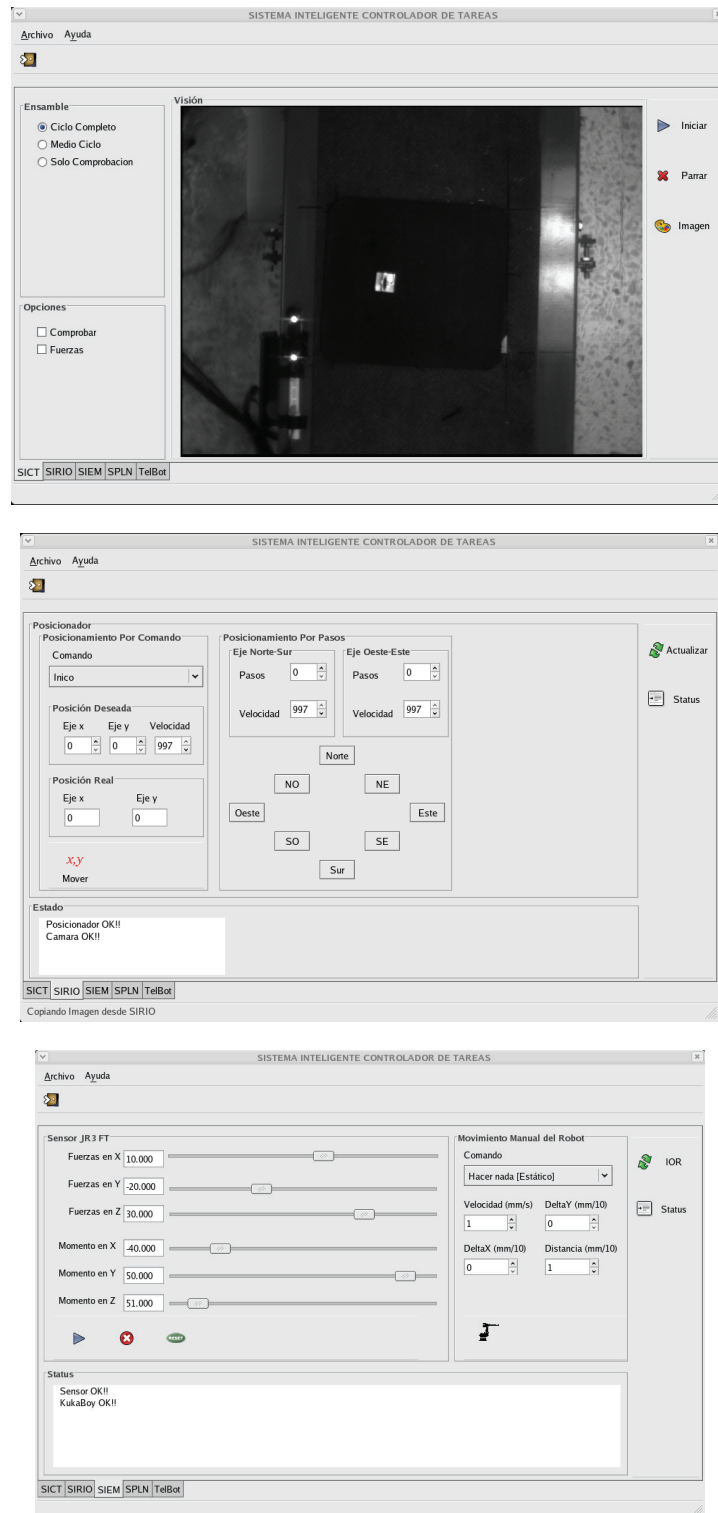 SISTEMA INTELIGENTE CONTROLADOR DE TAREAS
Archivo Ayuda
Ensamble
Ciclo Completo
Medio Ciclo
Solo Comprobacion
Opciones
Comprobar
Fuerzas
Visión
Iniciar
Parrar
Imagen
SICT SIRIO SIEM SPLN TelBot
SISTEMA INTELIGENTE CONTROLADOR DE TAREAS
Archivo Ayuda
Posicionador
Posicionamiento Por Comando
Comando
Inico
Posición Deseada
Eje x Eje y Velocidad
0 0 997
Posición Real
Eje x Eje y
0 0
x,y
Mover
Posicionamiento Por Pasos
Eje Norte-Sur Eje Oeste-Este
Pasos 0 Pasos 0
Velocidad 997 Velocidad 997
Norte
NO NE
Oeste Este
SO SE
Sur
Actualizar
Status
Estado
Posicionador OK!!
Camara OK!!
SICT SIRIO SIEM SPLN TelBot
Copiando Imagen desde SIRIO
SISTEMA INTELIGENTE CONTROLADOR DE TAREAS
Archivo Ayuda
Sensor JR3 FT
Fuerzas en X 10.000
Fuerzas en Y -20.000
Fuerzas en Z 30.000
Momento en X -40.000
Momento en Y 50.000
Momento en Z 51.000
RESET
Movimiento Manual del Robot
Comando
Hacer nada [Estático]
Velocidad (mm/s) DeltaY (mm/10)
1 0
DeltaX (mm/10) Distancia (mm/10)
0 1
IOR
Status
Status
Sensor OK!!
KukaBoy OK!!
SICT SIRIO SIEM SPLN TelBot